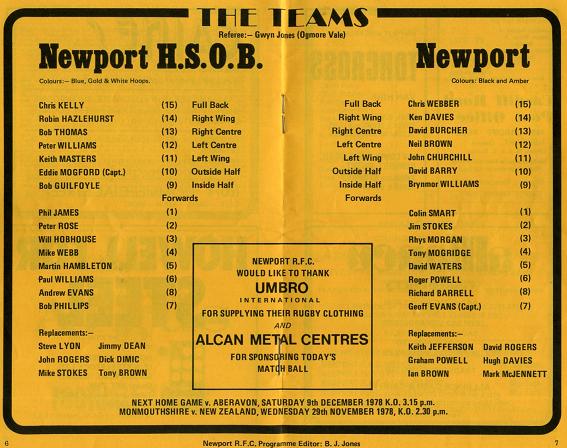 THE TEAMS
Referee:– Gwyn Jones (Ogmore Vale)
Newport H.S.O.B.
Colours:– Blue, Gold & White Hoops.
Chris KELLY (15) Full Back
Robin HAZLEHURST (14) Right Wing
Bob THOMAS (13) Right Centre
Peter WILLIAMS (12) Left Centre
Keith MASTERS (11) Left Wing
Eddie MOGFORD (Capt.) (10) Outside Half
Bob GUILFOYLE (9) Inside Half
Forwards
Phil JAMES (1)
Peter ROSE (2)
Will HOBHOUSE (3)
Mike WEBB (4)
Martin HAMBLETON (5)
Paul WILLIAMS (6)
Andrew EVANS (8)
Bob PHILLIPS (7)
Replacements:–
Steve LYON Jimmy DEAN
John ROGERS Dick DIMIC
Mike STOKES Tony BROWN
NEWPORT R.F.C.
WOULD LIKE TO THANK
UMBRO
INTERNATIONAL
FOR SUPPLYING THEIR RUGBY CLOTHING
AND
ALCAN METAL CENTRES
FOR SPONSORING TODAY'S
MATCH BALL
Newport
Colours: Black and Amber
Full Back Chris WEBBER (15)
Right Wing Ken DAVIES (14)
Right Centre David BURCHER (13)
Left Centre Neil BROWN (12)
Left Wing John CHURCHILL (11)
Outside Half David BARRY (10)
Inside Half Brynmor WILLIAMS (9)
Forwards
Colin SMART (1)
Jim STOKES (2)
Rhys MORGAN (3)
Tony MOGRIDGE (4)
David WATERS (5)
Roger POWELL (6)
Richard BARRELL (8)
Geoff EVANS (Capt.) (7)
Replacements:–
Keith JEFFERSON David ROGERS
Graham POWELL Hugh DAVIES
Ian BROWN Mark McJENNETT
NEXT HOME GAME v. ABERAVON, SATURDAY 9th DECEMBER 1978 K.O. 3.15 p.m.
MONMOUTHSHIRE v. NEW ZEALAND, WEDNESDAY 29th NOVEMBER 1978, K.O. 2.30 p.m.
6 Newport R.F.C. Programme Editor: B. J. Jones 7